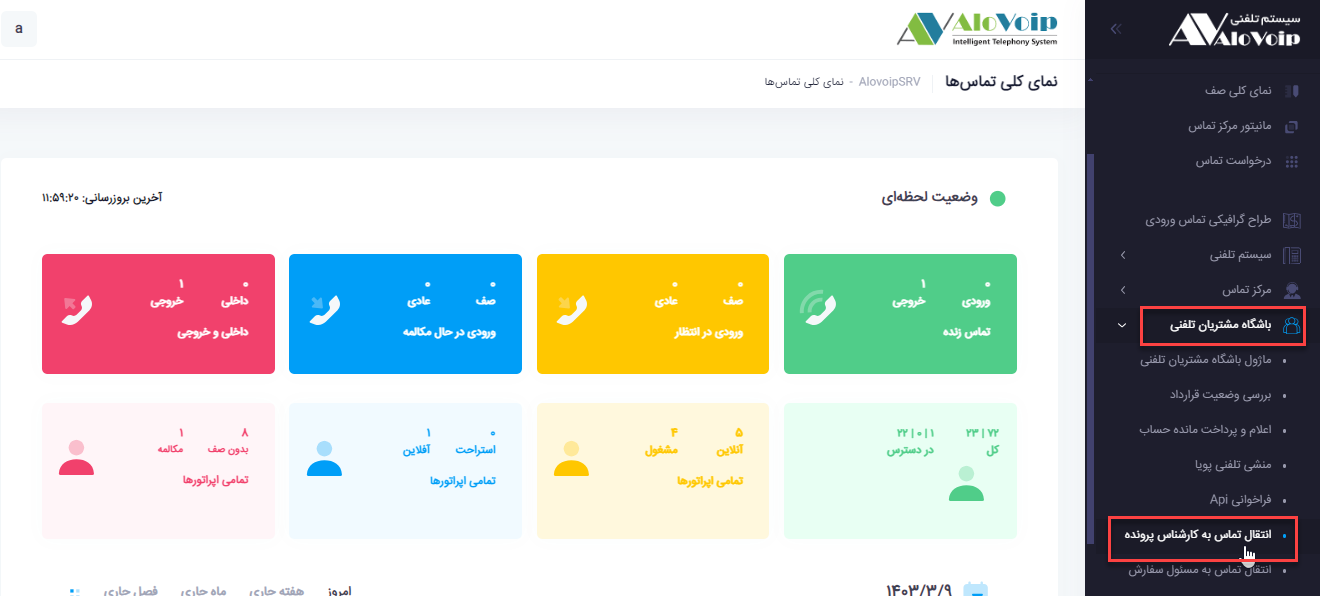 سیستم تلفنی
AloVoip
نمای کلی صف
مانیتور مرکز تماس
درخواست تماس
طراح گرافیکی تماس ورودی
سیستم تلفنی
مرکز تماس
باشگاه مشتریان تلفنی
ماژول باشگاه مشتریان تلفنی
بررسی وضعیت قرارداد
اعلام و پرداخت مانده حساب
منشی تلفنی پویا
فراخوانی Api
انتقال تماس به کارشناس پرونده
انتقال تماس به مسئول سفارش
AloVoip
Intelligent Telephony System
a
نمای کلی تماس‌ها
AlovoipSRV - نمای کلی تماس‌ها
وضعیت لحظه‌ای
آخرین بروزرسانی: ۱۱:۵۹:۲۰
۰ ۱
ورودی خروجی
تماس زنده
۰ ۰
صف عادی
ورودی در انتظار
۰ ۰
صف عادی
ورودی در حال مکالمه
۰ ۱
داخلی خروجی
داخلی و خروجی
۲۳ | ۷۲ ۲۲ | ۰ | ۱
کل در دسترس
۵ ۴
آنلاین مشغول
تمامی اپراتورها
۰ ۱
استراحت آفلاین
تمامی اپراتورها
۸ ۱
بدون صف مکالمه
تمامی اپراتورها
۱۴۰۳/۳/۹
امروز هفته جاری ماه جاری فصل جاری